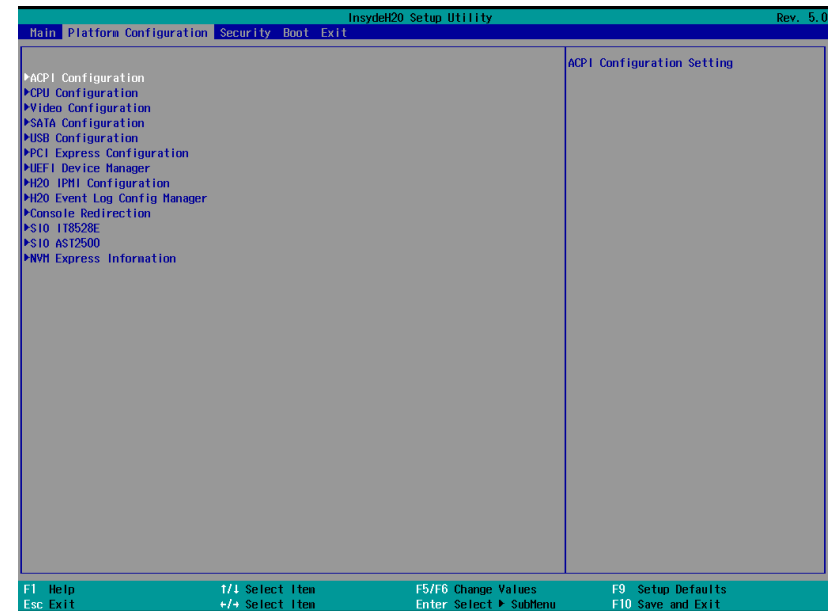 InsydeH20 Setup Utility Rev. 5.0
Main Platform Configuration Security Boot Exit
ACPI Configuration Setting
▶ACPI Configuration
▶CPU Configuration
▶Video Configuration
▶SATA Configuration
▶USB Configuration
▶PCI Express Configuration
▶UEFI Device Manager
▶H20 IPMI Configuration
▶H20 Event Log Config Manager
▶Console Redirection
▶SIO IT8528E
▶SIO AST2500
▶NVM Express Information
F1 Help ↑/↓ Select Item F5/F6 Change Values F9 Setup Defaults
Esc Exit ←/→ Select Item Enter Select ▶ SubMenu F10 Save and Exit